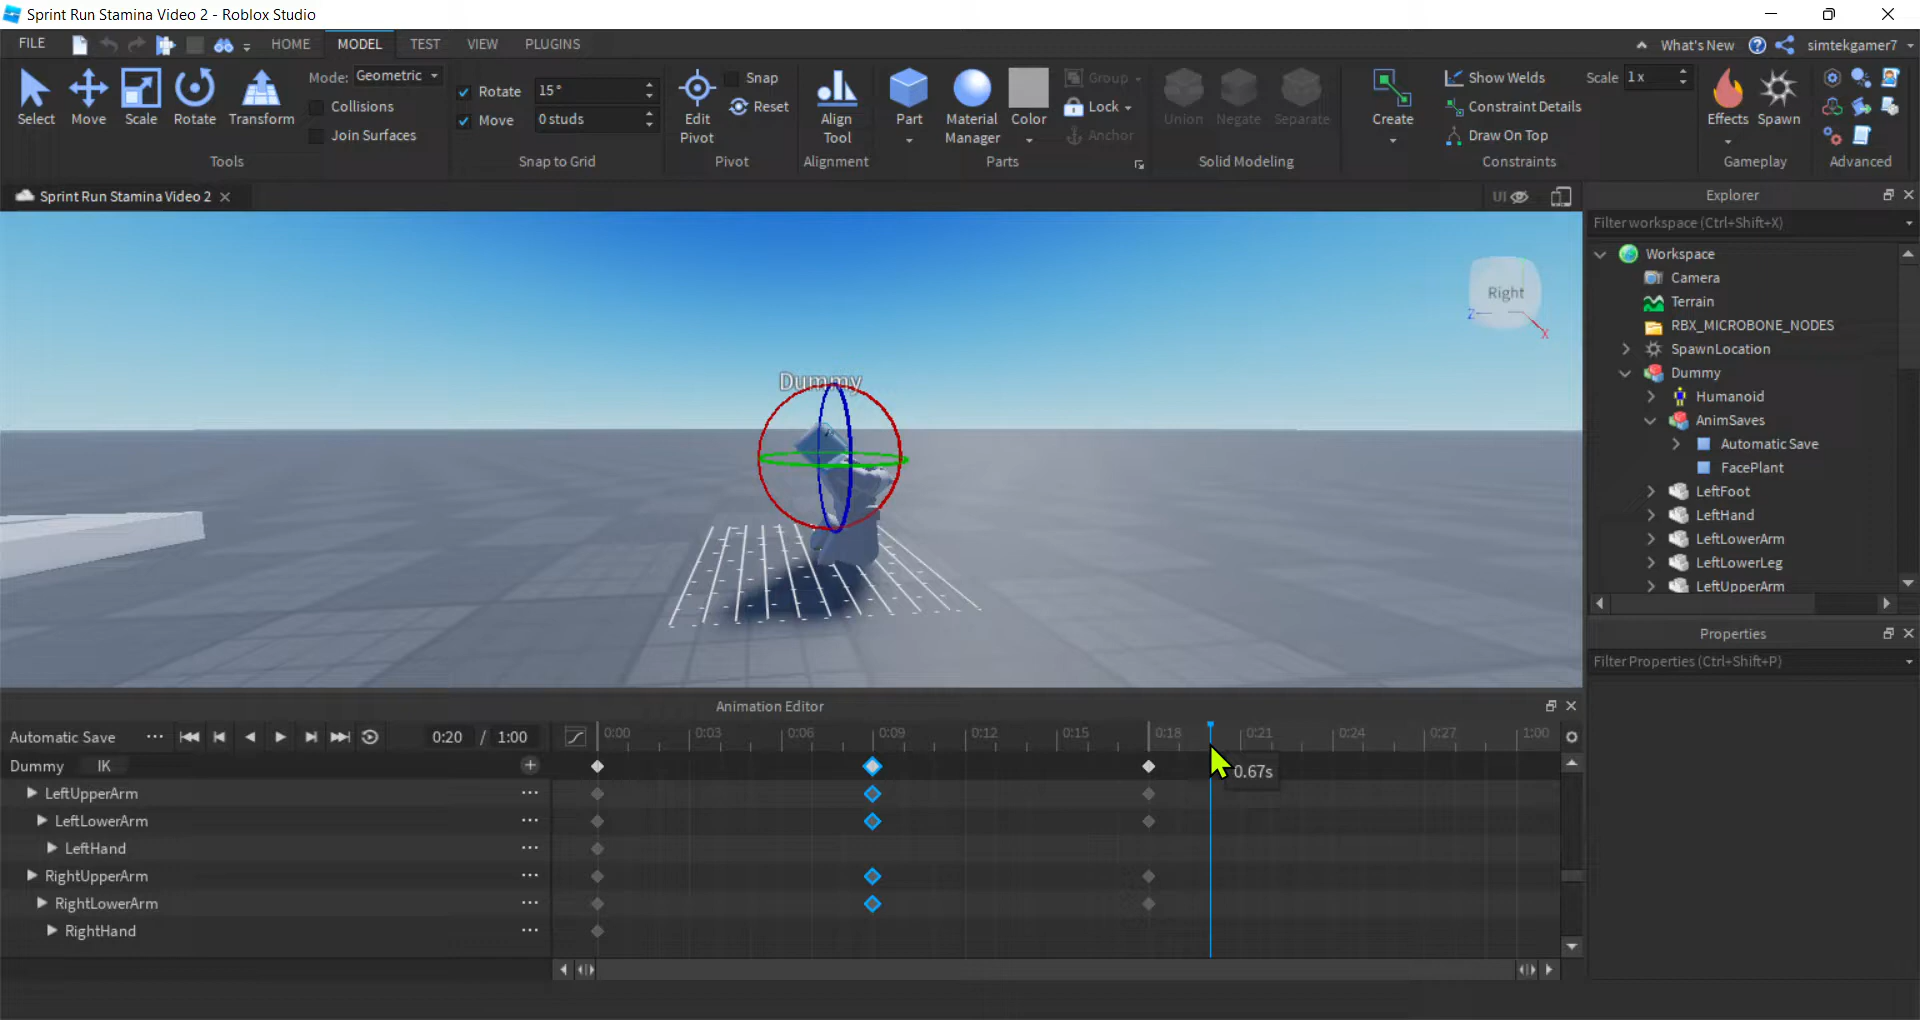 Sprint Run Stamina Video 2 - Roblox Studio
FILE HOME MODEL TEST VIEW PLUGINS What's New simtekgamer7
Select Move Scale Rotate Transform
Mode: Geometric
Collisions
Join Surfaces
Tools
Rotate 15°
Move 0 studs
Snap to Grid
Edit Pivot
Snap
Reset
Pivot
Align Tool
Alignment
Part Material Manager Color
Group
Lock
Anchor
Parts
Union Negate Separate
Solid Modeling
Create
Show Welds Scale 1x
Constraint Details
Draw On Top
Constraints
Effects Spawn
Gameplay
Advanced
Sprint Run Stamina Video 2
UI
Explorer
Filter workspace (Ctrl+Shift+X)
Workspace
Camera
Terrain
RBX_MICROBONE_NODES
SpawnLocation
Dummy
Humanoid
AnimSaves
Automatic Save
FacePlant
LeftFoot
LeftHand
LeftLowerArm
LeftLowerLeg
LeftUpperArm
Right
Z X
Dummy
Properties
Filter Properties (Ctrl+Shift+P)
Animation Editor
Automatic Save 0:20 / 1:00 0:00 0:03 0:06 0:09 0:12 0:15 0:18 0:21 0:24 0:27 1:00
Dummy IK
0.67s
LeftUpperArm
LeftLowerArm
LeftHand
RightUpperArm
RightLowerArm
RightHand